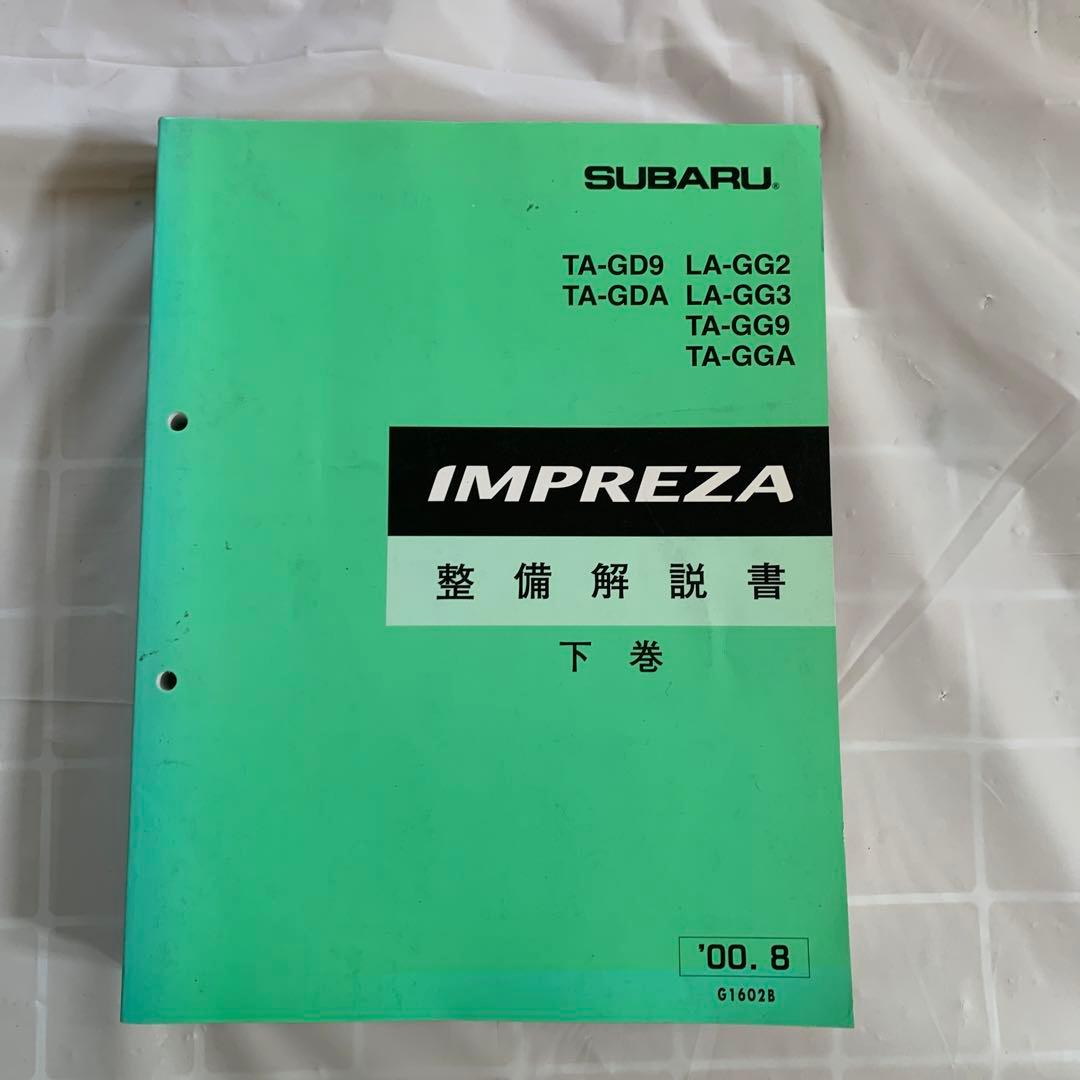 SUBARU®
TA-GD9 LA-GG2
TA-GDA LA-GG3
TA-GG9
TA-GGA
IMPREZA
整備解説書
下巻
'00. 8
G1602B